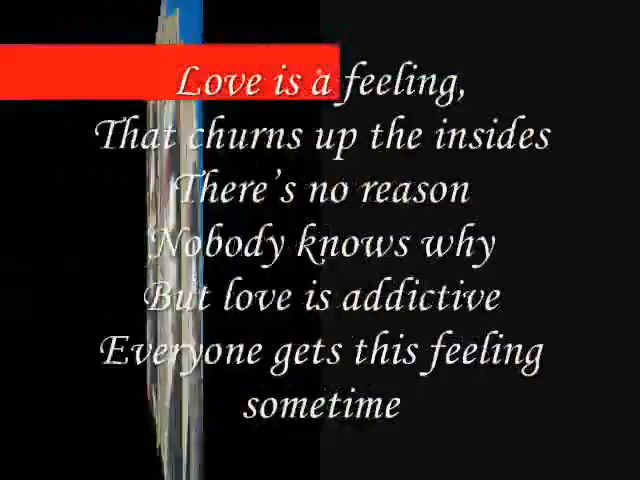 Love is a feeling,
That churns up the insides
There's no reason
Nobody knows why
But love is addictive
Everyone gets this feeling
sometime